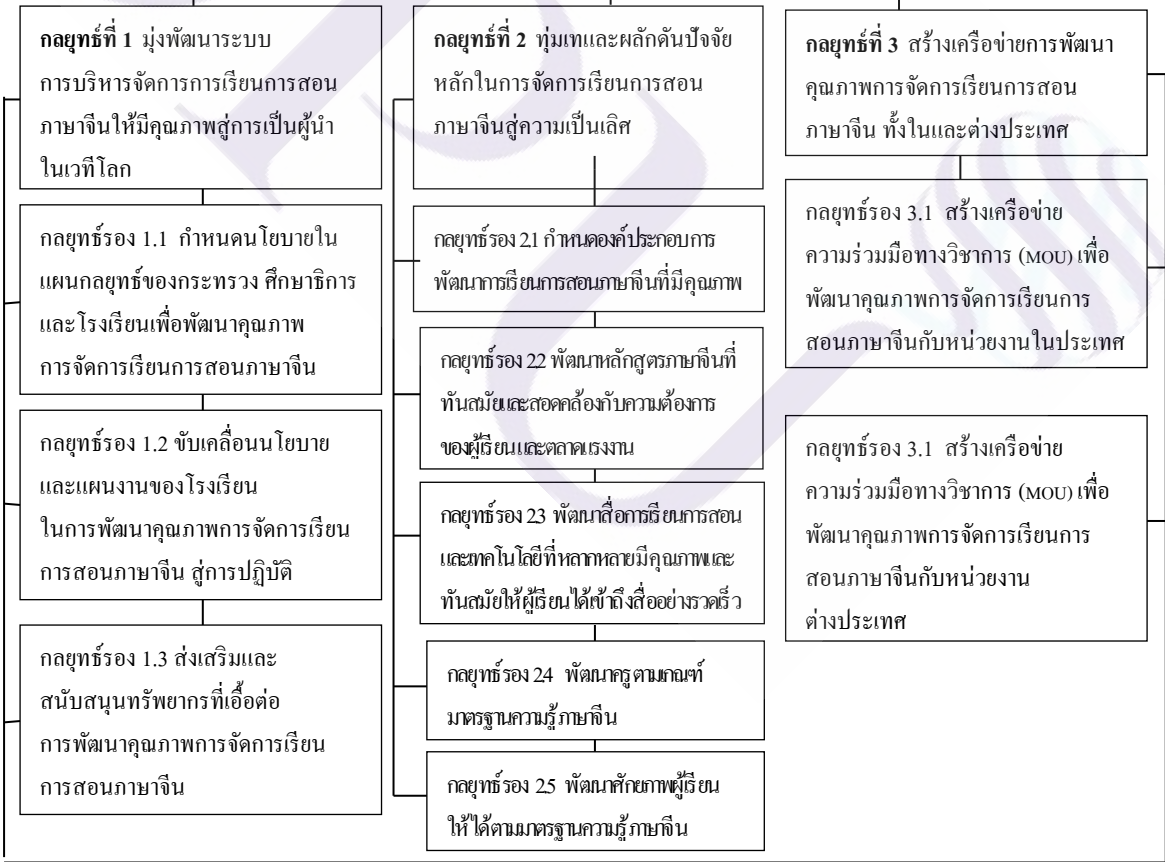 กลยุทธ์ที่ 1 มุ่งพัฒนาระบบ
การบริหารจัดการการเรียนการสอน
ภาษาจีนให้มีคุณภาพสู่การเป็นผู้นำ
ในเวทีโลก
กลยุทธ์รอง 1.1 กำหนดนโยบายใน
แผนกลยุทธ์ของกระทรวง ศึกษาธิการ
และโรงเรียนเพื่อพัฒนาคุณภาพ
การจัดการเรียนการสอนภาษาจีน
กลยุทธ์รอง 1.2 ขับเคลื่อนนโยบาย
และแผนงานของโรงเรียน
ในการพัฒนาคุณภาพการจัดการเรียน
การสอนภาษาจีน สู่การปฏิบัติ
กลยุทธ์รอง 1.3 ส่งเสริมและ
สนับสนุนทรัพยากรที่เอื้อต่อ
การพัฒนาคุณภาพการจัดการเรียน
การสอนภาษาจีน
กลยุทธ์ที่ 2 ทุ่มเทและผลักดันปัจจัย
หลักในการจัดการเรียนการสอน
ภาษาจีนสู่ความเป็นเลิศ
กลยุทธ์รอง 2.1 กำหนดองค์ประกอบการ
พัฒนาการเรียนการสอนภาษาจีนที่มีคุณภาพ
กลยุทธ์รอง 2.2 พัฒนาหลักสูตรภาษาจีนที่
ทันสมัยและสอดคล้องกับความต้องการ
ของผู้เรียนและตลาดแรงงาน
กลยุทธ์รอง 2.3 พัฒนาสื่อการเรียนการสอน
และเทคโนโลยีที่หลากหลายมีคุณภาพและ
ทันสมัยให้ผู้เรียนได้เข้าถึงสื่ออย่างรวดเร็ว
กลยุทธ์รอง 2.4 พัฒนาครูตามเกณฑ์
มาตรฐานความรู้ภาษาจีน
กลยุทธ์รอง 2.5 พัฒนาศักยภาพผู้เรียน
ให้ได้ตามมาตรฐานความรู้ภาษาจีน
กลยุทธ์ที่ 3 สร้างเครือข่ายการพัฒนา
คุณภาพการจัดการเรียนการสอน
ภาษาจีน ทั้งในและต่างประเทศ
กลยุทธ์รอง 3.1 สร้างเครือข่าย
ความร่วมมือทางวิชาการ (MOU) เพื่อ
พัฒนาคุณภาพการจัดการเรียนการ
สอนภาษาจีนกับหน่วยงานในประเทศ
กลยุทธ์รอง 3.1 สร้างเครือข่าย
ความร่วมมือทางวิชาการ (MOU) เพื่อ
พัฒนาคุณภาพการจัดการเรียนการ
สอนภาษาจีนกับหน่วยงาน
ต่างประเทศ